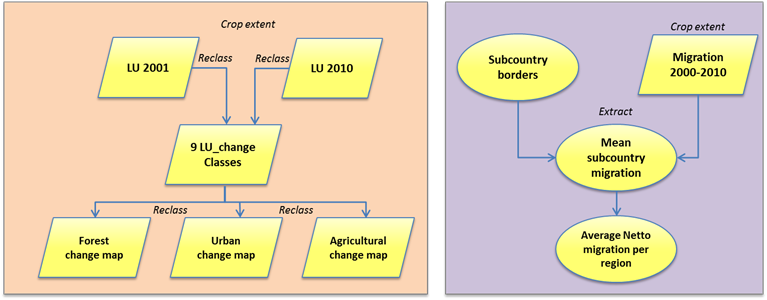 Crop extent
LU 2001
Reclass
Reclass
LU 2010
9 LU_change
Classes
Reclass
Reclass
Forest
change map
Urban
change map
Agricultural
change map
Crop extent
Subcountry
borders
Migration
2000-2010
Extract
Mean
subcountry
migration
Average Netto
migration per
region